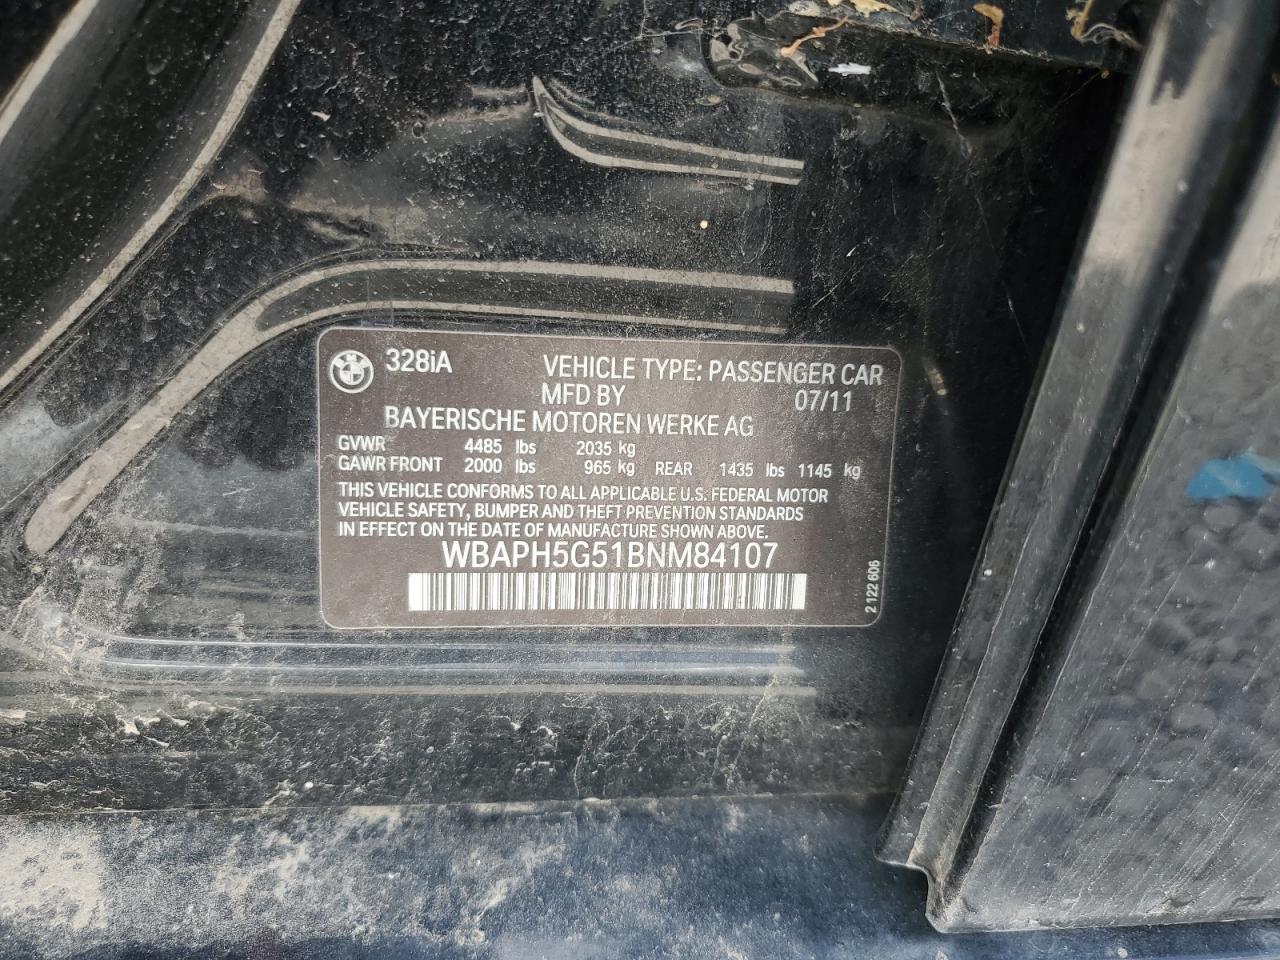 328iA VEHICLE TYPE: PASSENGER CAR
MFD BY 07/11
BAYERISCHE MOTOREN WERKE AG
GVWR 4485 lbs 2035 kg
GAWR FRONT 2000 lbs 965 kg REAR 1435 lbs 1145 kg
THIS VEHICLE CONFORMS TO ALL APPLICABLE U.S. FEDERAL MOTOR
VEHICLE SAFETY, BUMPER AND THEFT PREVENTION STANDARDS
IN EFFECT ON THE DATE OF MANUFACTURE SHOWN ABOVE.
WBAPH5G51BNM84107
2 122 606